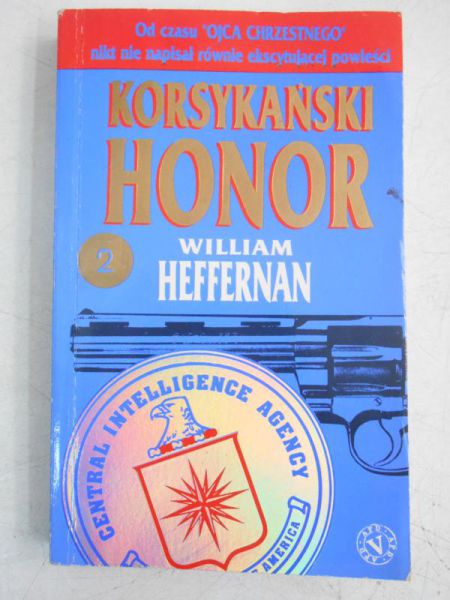 Od czasu "OJCA CHRZESTNEGO"
nikt nie napisał równie ekscytującej powieści
KORSYKAŃSKI
HONOR
2
WILLIAM
HEFFERNAN
CENTRAL INTELLIGENCE AGENCY
AMERICA
V